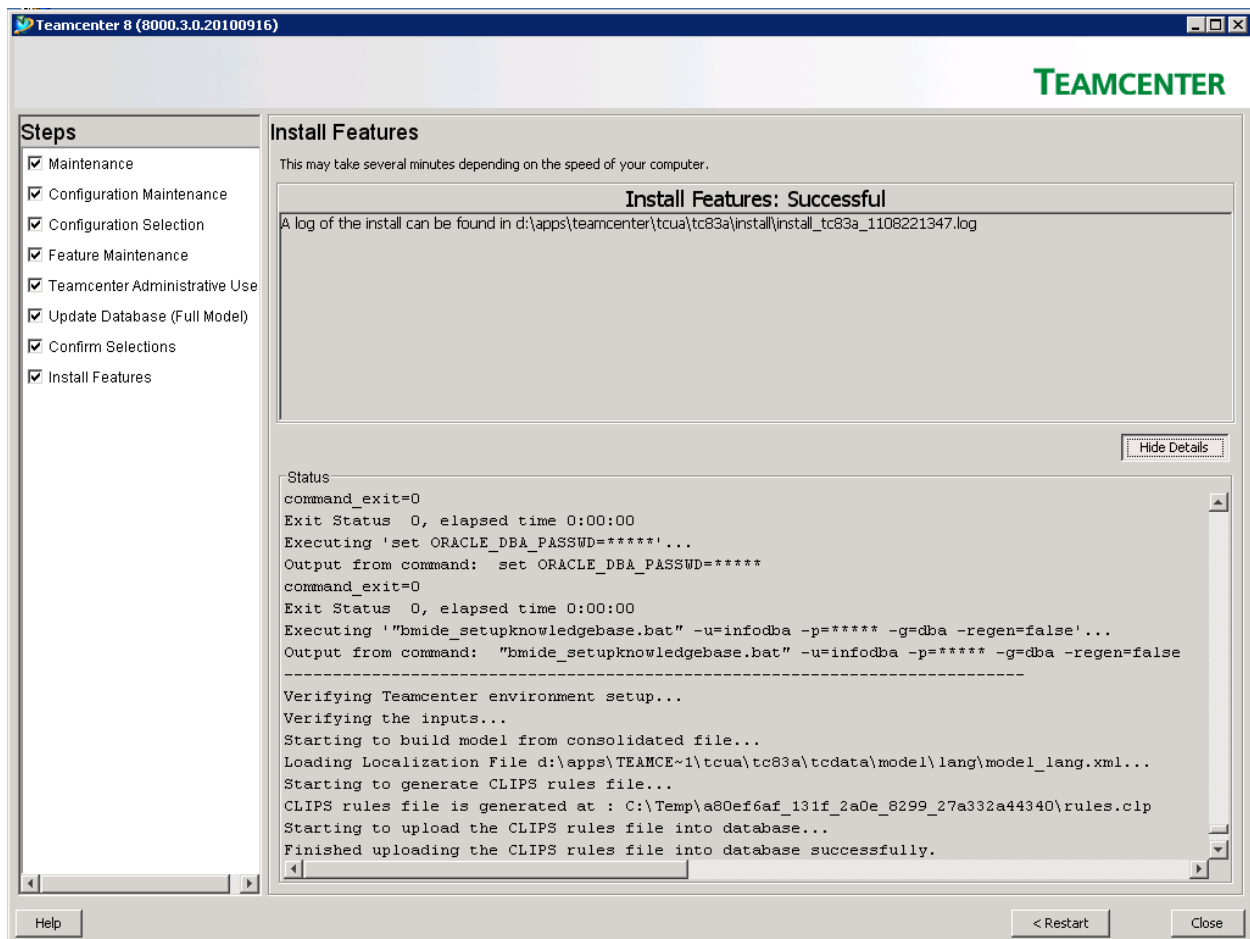 Teamcenter 8 (8000.3.0.20100916)
TEAMCENTER
Steps
Maintenance
Configuration Maintenance
Configuration Selection
Feature Maintenance
Teamcenter Administrative Use
Update Database (Full Model)
Confirm Selections
Install Features
Install Features
This may take several minutes depending on the speed of your computer.
Install Features: Successful
A log of the install can be found in d:\apps\teamcenter\tcua\tc83a\install\install_tc83a_1108221347.log
Hide Details
Status
command_exit=0
Exit Status  0, elapsed time 0:00:00
Executing 'set ORACLE_DBA_PASSWD=*****'...
Output from command:  set ORACLE_DBA_PASSWD=*****
command_exit=0
Exit Status  0, elapsed time 0:00:00
Executing '"bmide_setupknowledgebase.bat" -u=infodba -p=***** -g=dba -regen=false'...
Output from command:  "bmide_setupknowledgebase.bat" -u=infodba -p=***** -g=dba -regen=false
---------------------------------------------------------------------------
Verifying Teamcenter environment setup...
Verifying the inputs...
Starting to build model from consolidated file...
Loading Localization File d:\apps\TEAMCE~1\tcua\tc83a\tcdata\model\lang\model_lang.xml...
Starting to generate CLIPS rules file...
CLIPS rules file is generated at : C:\Temp\a80ef6af_131f_2a0e_8299_27a332a44340\rules.clp
Starting to upload the CLIPS rules file into database...
Finished uploading the CLIPS rules file into database successfully.
Help
< Restart
Close